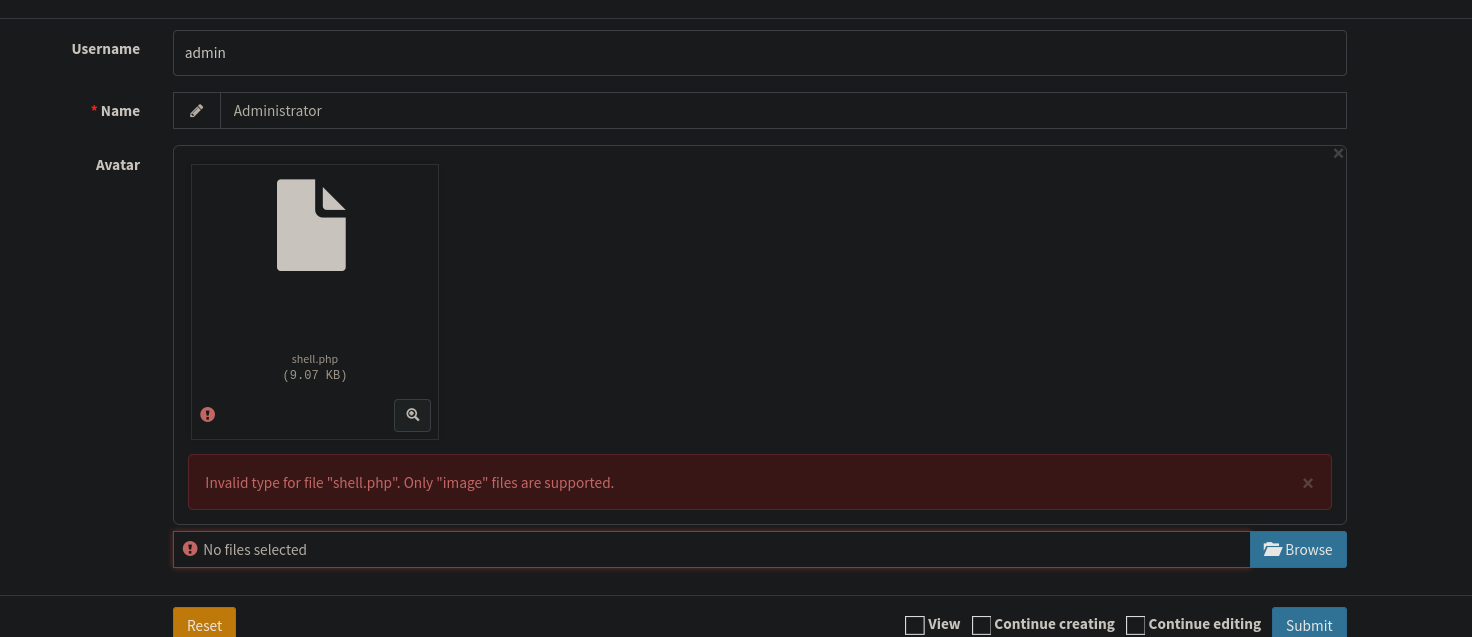 Username
admin
* Name
Administrator
Avatar
×
shell.php
(9.07 KB)
Invalid type for file "shell.php". Only "image" files are supported.
×
No files selected
Browse
Reset
View
Continue creating
Continue editing
Submit